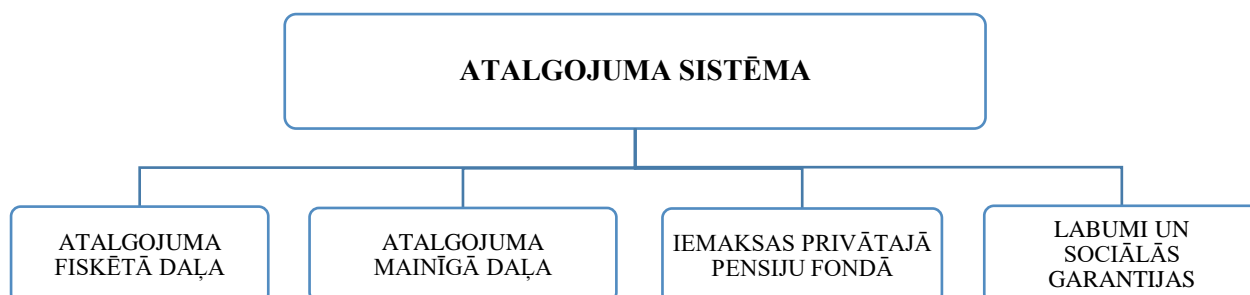 ATALGOJUMA SISTĒMA
ATALGOJUMA
FISKĒTĀ DAĻA
ATALGOJUMA
MAINĪGĀ DAĻA
IEMAKSAS PRIVĀTAJĀ
PENSIJU FONDĀ
LABUMI UN
SOCIĀLĀS
GARANTIJAS